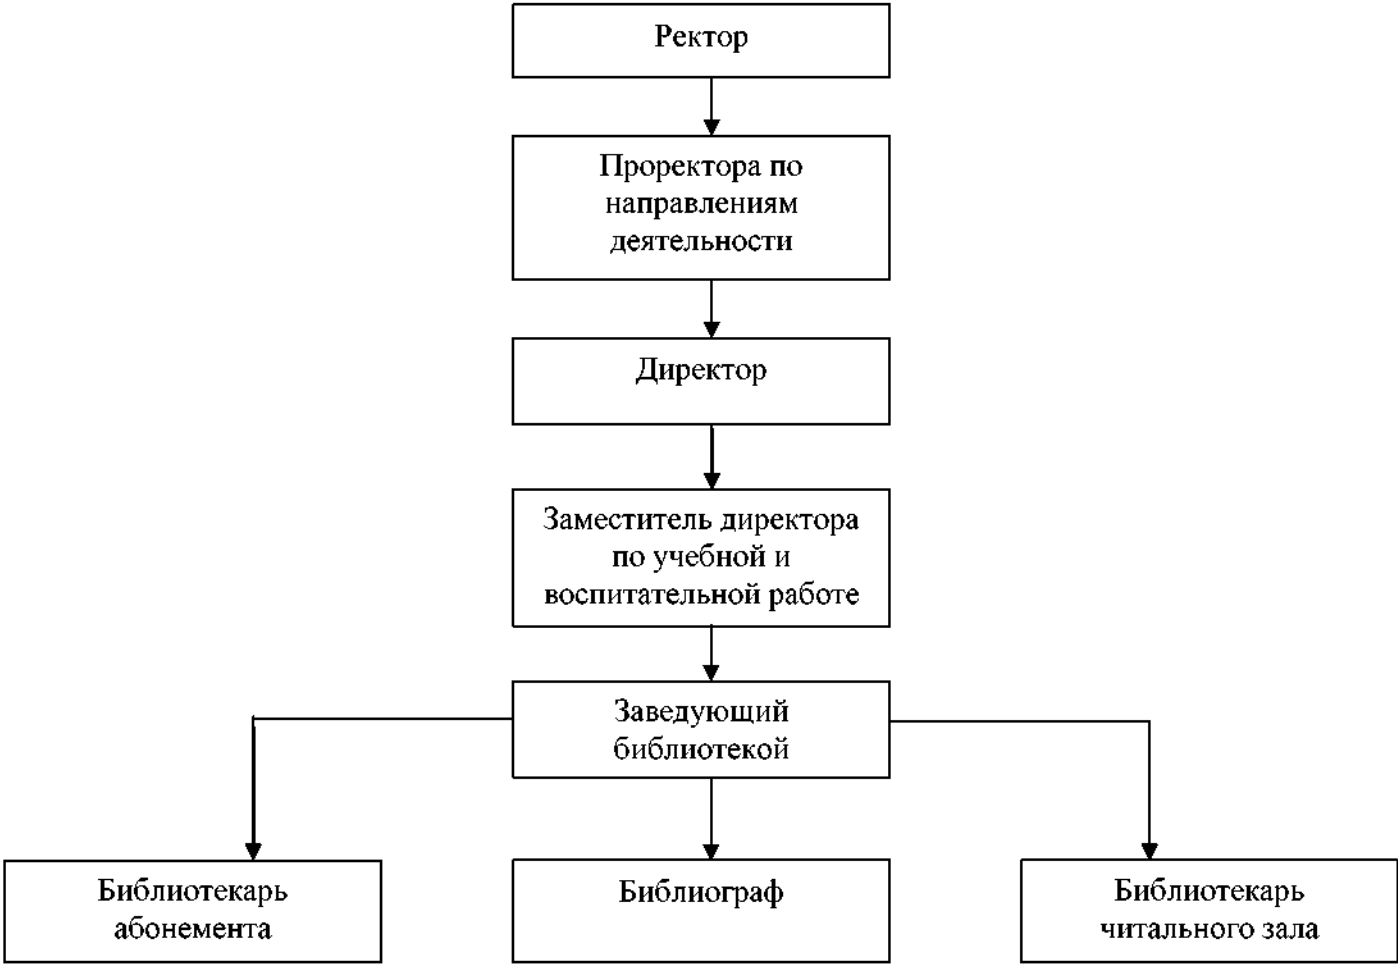 Ректор
Проректора по
направлениям
деятельности
Директор
Заместитель директора
по учебной и
воспитательной работе
Заведующий
библиотекой
Библиотекарь
абонемента
Библиограф
Библиотекарь
читального зала